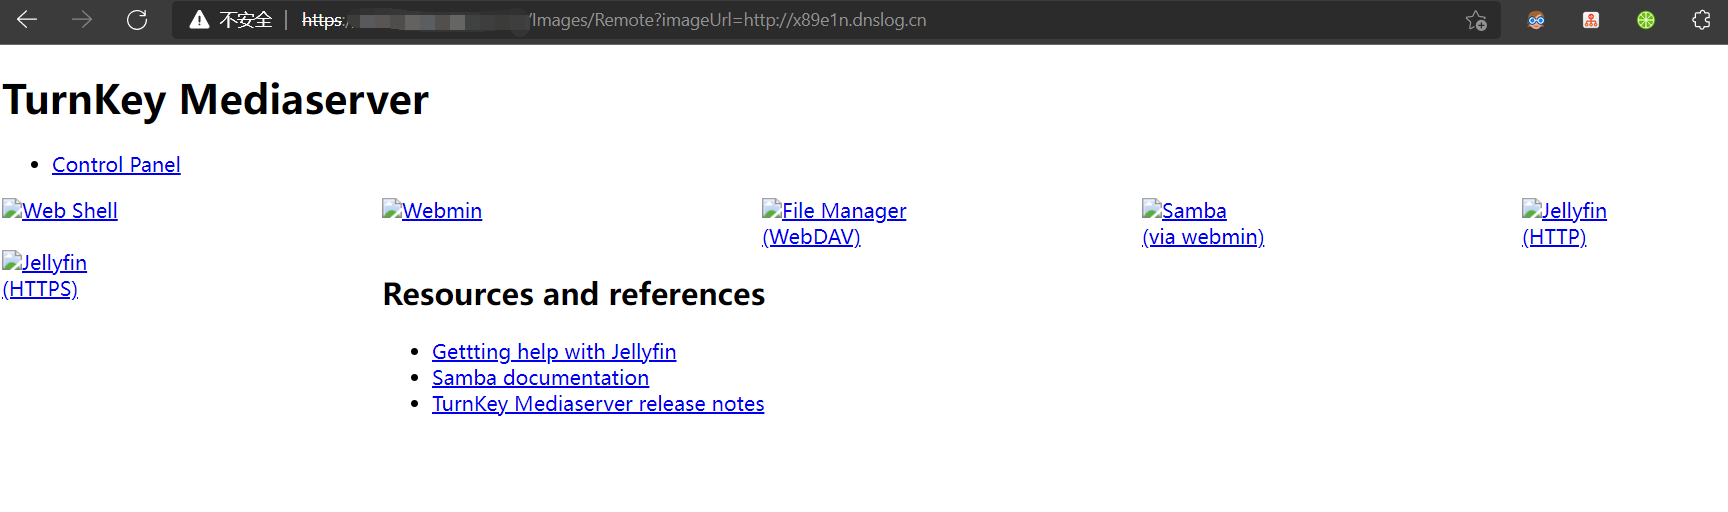 不安全 | https:/ /Images/Remote?imageUrl=http://x89e1n.dnslog.cn
TurnKey Mediaserver
Control Panel
Web Shell
Webmin
File Manager
(WebDAV)
Samba
(via webmin)
Jellyfin
(HTTP)
Jellyfin
(HTTPS)
Resources and references
Gettting help with Jellyfin
Samba documentation
TurnKey Mediaserver release notes